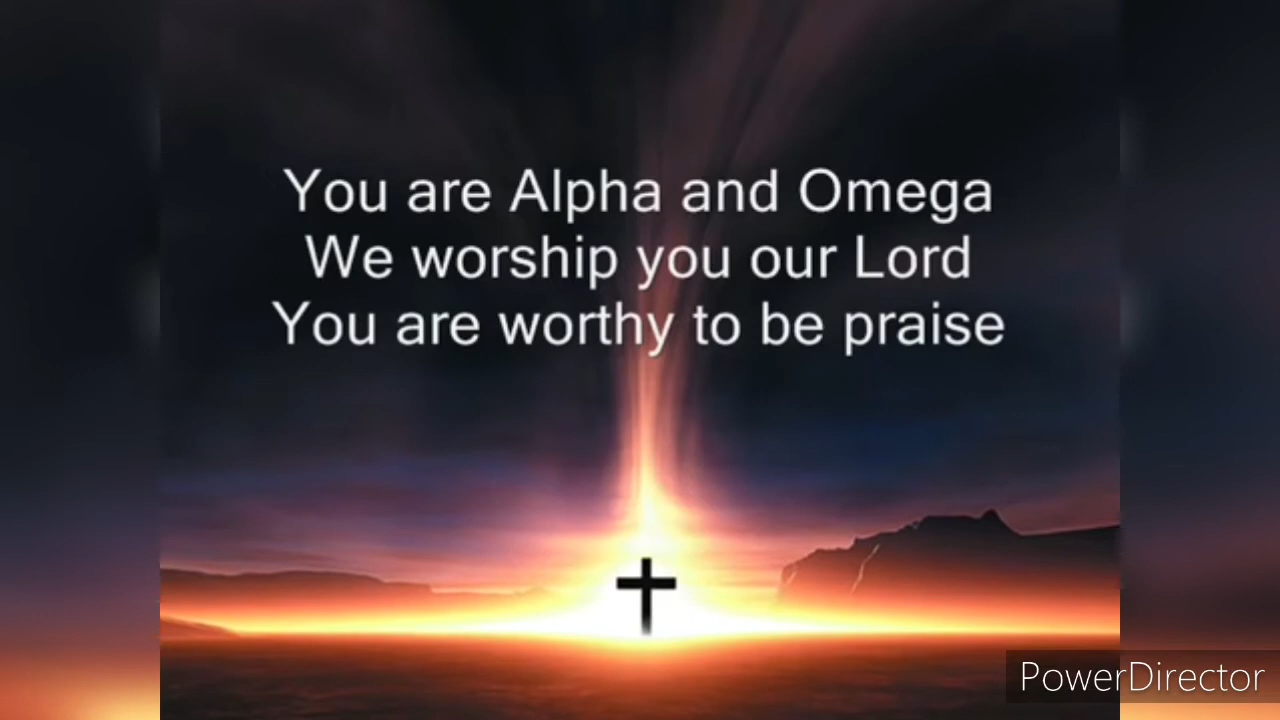 You are Alpha and Omega
We worship you our Lord
You are worthy to be praise
PowerDirector